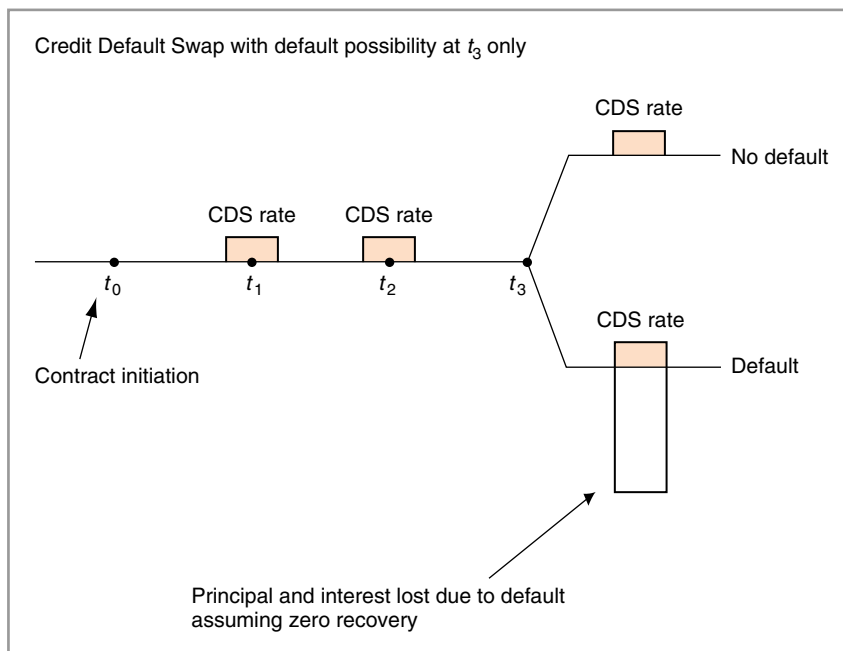 Credit Default Swap with default possibility at t3 only
CDS rate
No default
CDS rate
CDS rate
t0
t1
t2
t3
CDS rate
Contract initiation
Default
Principal and interest lost due to default
assuming zero recovery